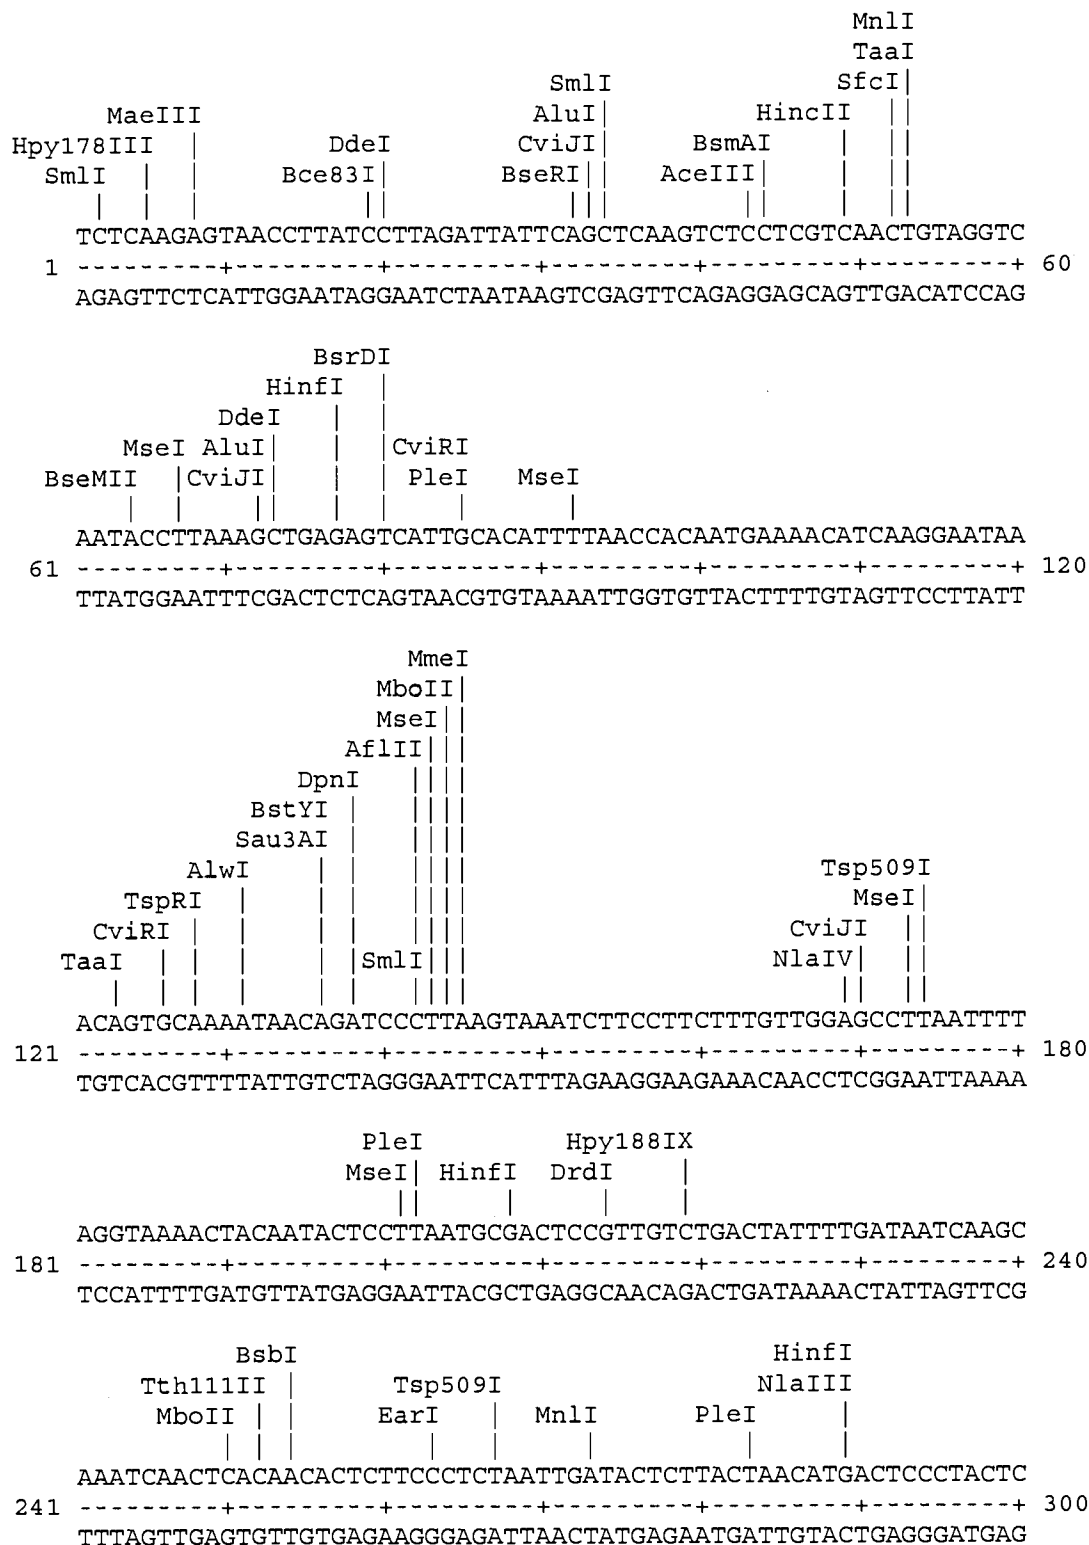 MnlI
TaaI
SmlI SfcI
MaeIII AluI HincII
Hpy178III DdeI CviJI BsmAI
SmlI Bce83I BseRI AceIII
TCTCAAGAGTAACCTTATCCTTAGATTATTCAGCTCAAGTCTCCTCGTCAACTGTAGGTC
1 ---------+---------+---------+---------+---------+---------+ 60
AGAGTTCTCATTGGAATAGGAATCTAATAAGTCGAGTTCAGAGGAGCAGTTGACATCCAG
BsrDI
HinfI
DdeI
MseI AluI CviRI
BseMII CviJI PleI MseI
AATACCTTAAAGCTGAGAGTCATTGCACATTTTAACCACAATGAAAACATCAAGGAATAA
61 ---------+---------+---------+---------+---------+---------+ 120
TTATGGAATTTCGACTCTCAGTAACGTGTAAAATTGGTGTTACTTTTGTAGTTCCTTATT
MmeI
MboII
MseI
AflII
DpnI
BstYI
Sau3AI
AlwI Tsp509I
TspRI MseI
CviRI CviJI
TaaI SmlI NlaIV
ACAGTGCAAAATAACAGATCCCTTAAGTAAATCTTCCTTCTTTGTTGGAGCCTTAATTTT
121 ---------+---------+---------+---------+---------+---------+ 180
TGTCACGTTTTATTGTCTAGGGAATTCATTTAGAAGGAAGAAACAACCTCGGAATTAAAA
PleI Hpy188IX
MseI HinfI DrdI
AGGTAAAACTACAATACTCCTTAATGCGACTCCGTTGTCTGACTATTTTGATAATCAAGC
181 ---------+---------+---------+---------+---------+---------+ 240
TCCATTTTGATGTTATGAGGAATTACGCTGAGGCAACAGACTGATAAAACTATTAGTTCG
BsbI HinfI
Tth111II Tsp509I NlaIII
MboII EarI MnlI PleI
AAATCAACTCACAACACTCTTCCCTCTAATTGATACTCTTACTAACATGACTCCCTACTC
241 ---------+---------+---------+---------+---------+---------+ 300
TTTAGTTGAGTGTTGTGAGAAGGGAGATTAACTATGAGAATGATTGTACTGAGGGATGAG